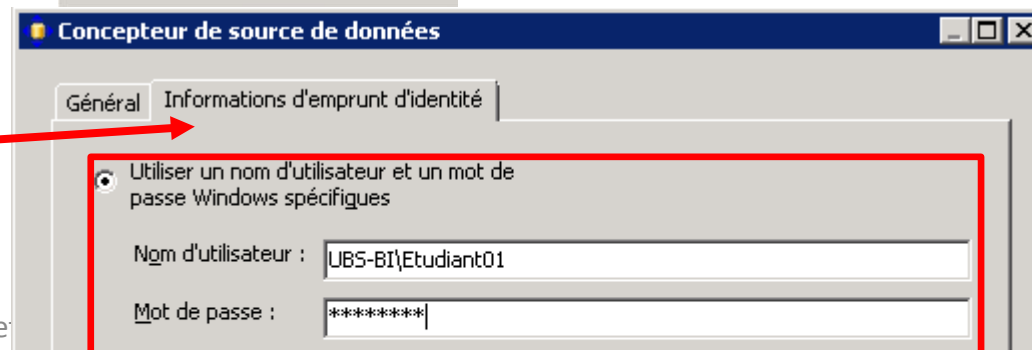 Concepteur de source de données
Général Informations d'emprunt d'identité
Utiliser un nom d'utilisateur et un mot de
passe Windows spécifiques
Nom d'utilisateur : UBS-BI\Etudiant01
Mot de passe : ********